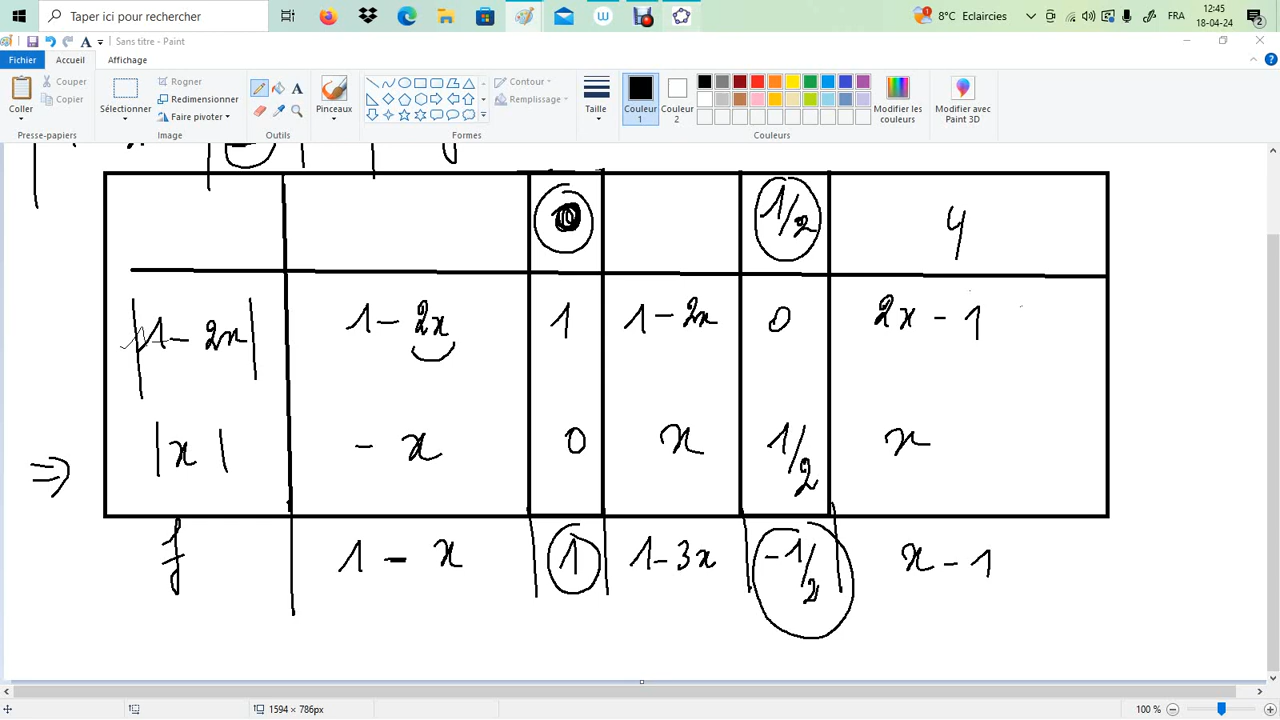 Taper ici pour rechercher
8°C Eclaircies
FRA
12:45
18-04-24
2
Sans titre - Paint
Fichier Accueil Affichage
Coller
Couper
Copier
Presse-papiers
Sélectionner
Rogner
Redimensionner
Faire pivoter
Image
A
Outils
Pinceaux
Contour
Remplissage
Formes
Taille
Couleur 1
Couleur 2
Modifier les couleurs
Couleurs
Modifier avec Paint 3D
0 1/2 4
|1 - 2x| 1 - 2x 1 1 - 2x 0 2x - 1
⇒ |x| - x 0 x 1/2 x
f 1 - x 1 1 - 3x -1/2 x - 1
1594 × 786px
100 %